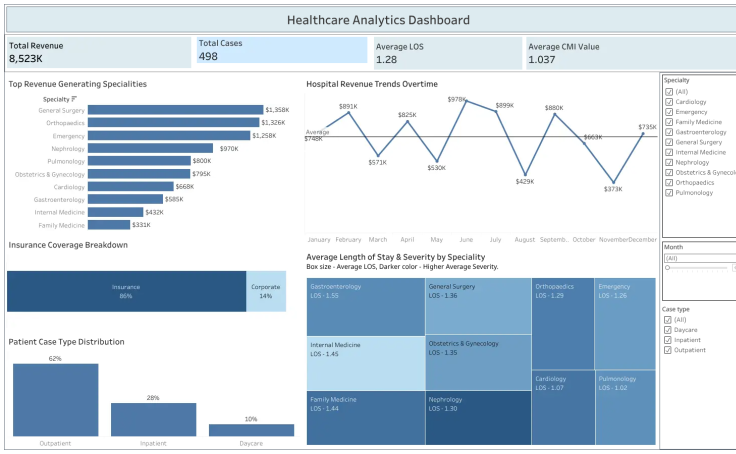 Healthcare Analytics Dashboard
Total Revenue
8,523K
Total Cases
498
Average LOS
1.28
Average CMI Value
1.037
Top Revenue Generating Specialities
Specialty
General Surgery $1,358K
Orthopaedics $1,326K
Emergency $1,258K
Nephrology $970K
Pulmonology $800K
Obstetrics & Gynecology $795K
Cardiology $668K
Gastroenterology $585K
Internal Medicine $432K
Family Medicine $331K
Insurance Coverage Breakdown
Insurance
86%
Corporate
14%
Patient Case Type Distribution
62%
28%
10%
Outpatient Inpatient Daycare
Hospital Revenue Trends Overtime
$978K
$891K
$899K
$880K
$825K
$735K
Average
$748K
$663K
$571K
$530K
$429K
$373K
January February March April May June July August Septemb.. October November December
Average Length of Stay & Severity by Speciality
Box size - Average LOS, Darker color - Higher Average Severity.
Gastroenterology
LOS - 1.55
General Surgery
LOS - 1.36
Orthopaedics
LOS - 1.29
Emergency
LOS - 1.26
Internal Medicine
LOS - 1.45
Obstetrics & Gynecology
LOS - 1.35
Cardiology
LOS - 1.07
Pulmonology
LOS - 1.02
Family Medicine
LOS - 1.44
Nephrology
LOS - 1.30
Specialty
(All)
Cardiology
Emergency
Family Medicine
Gastroenterology
General Surgery
Internal Medicine
Nephrology
Obstetrics & Gynecol
Orthopaedics
Pulmonology
Month
(All)
Case type
(All)
Daycare
Inpatient
Outpatient